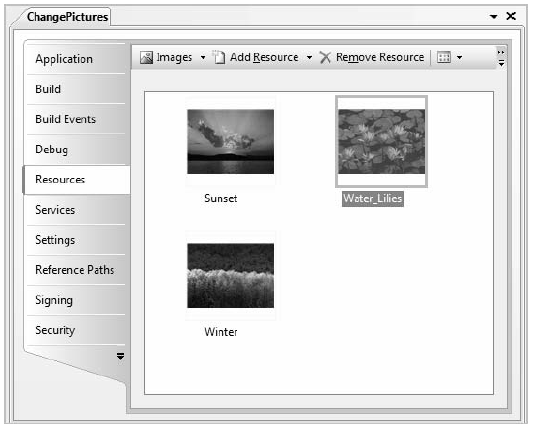 ChangePictures
Application
Build
Build Events
Debug
Resources
Services
Settings
Reference Paths
Signing
Security
Images Add Resource Remove Resource
Sunset Water_Lilies
Winter